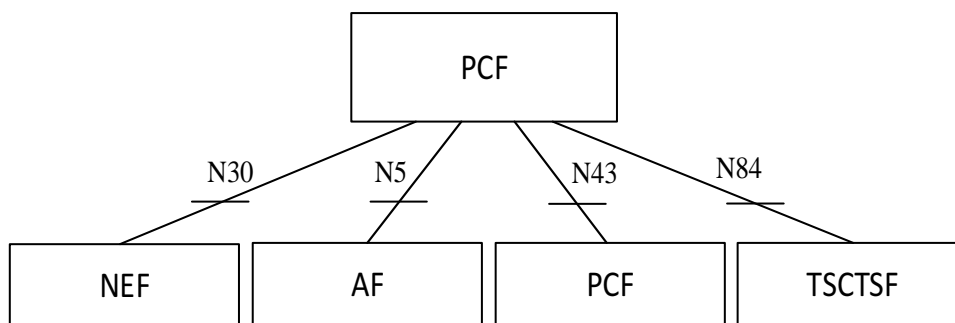 PCF
N30
N5
N43
N84
NEF
AF
PCF
TSCTSF